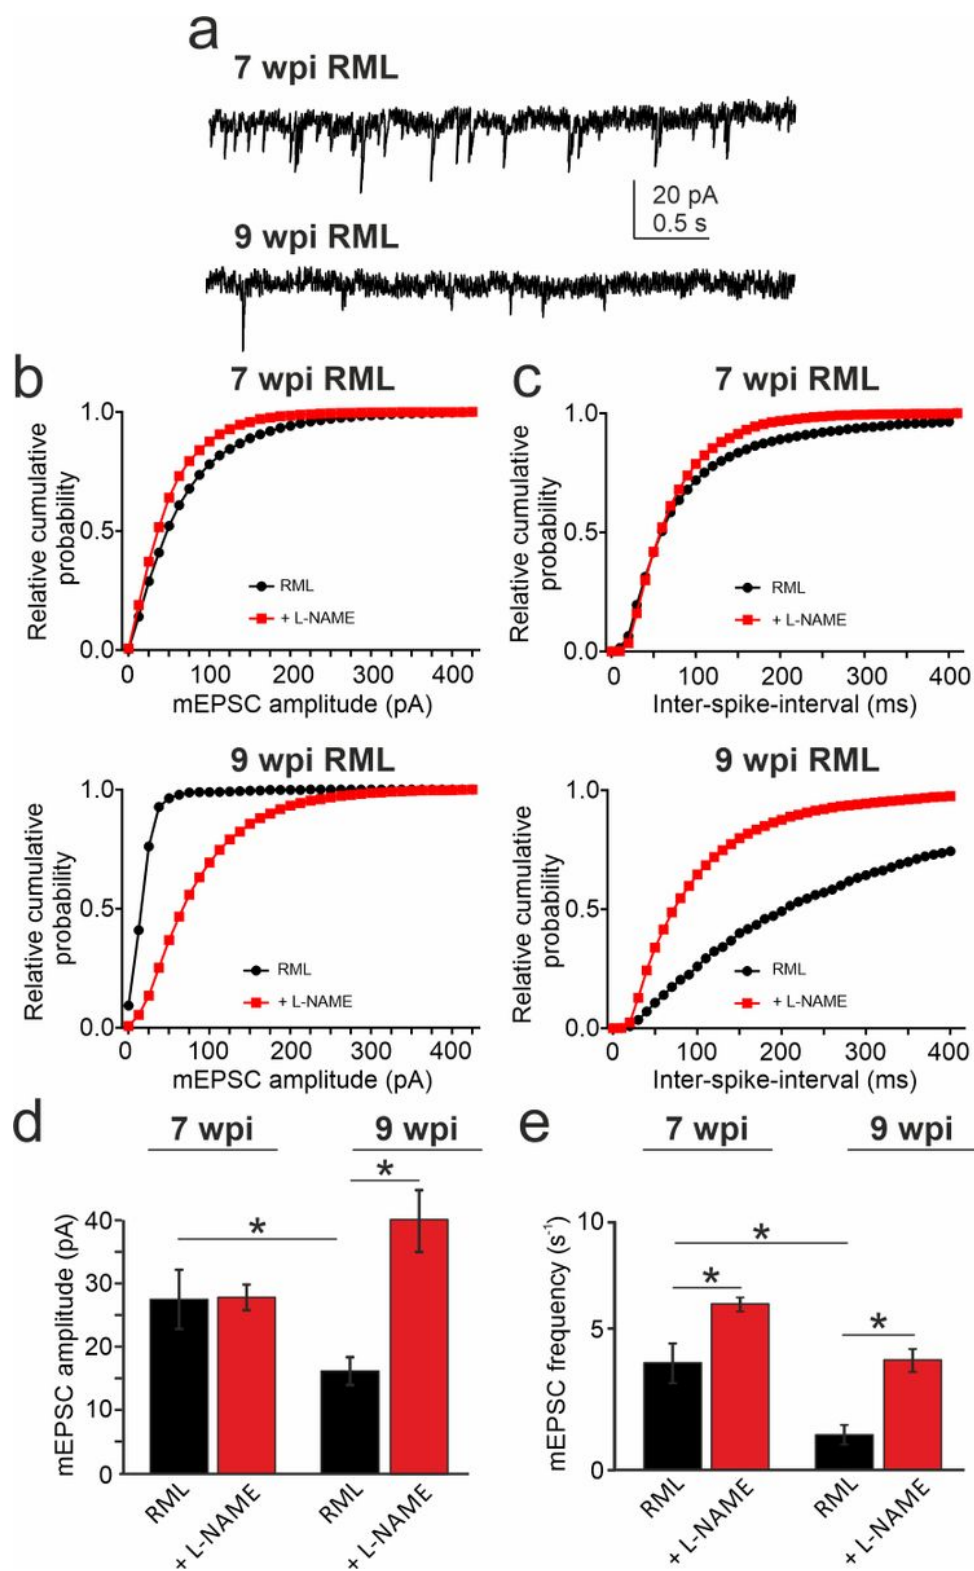 a
7 wpi RML
20 pA
0.5 s
9 wpi RML
b
7 wpi RML
1.0
0.5
0.0
Relative cumulative
probability
RML
+ L-NAME
0 100 200 300 400
mEPSC amplitude (pA)
c
7 wpi RML
1.0
0.5
0.0
Relative cumulative
probability
RML
+ L-NAME
0 100 200 300 400
Inter-spike-interval (ms)
9 wpi RML
1.0
0.5
0.0
Relative cumulative
probability
RML
+ L-NAME
0 100 200 300 400
mEPSC amplitude (pA)
9 wpi RML
1.0
0.5
0.0
Relative cumulative
probability
RML
+ L-NAME
0 100 200 300 400
Inter-spike-interval (ms)
d
7 wpi
9 wpi
*
*
40
30
20
10
0
mEPSC amplitude (pA)
RML
+ L-NAME
RML
+ L-NAME
e
7 wpi
9 wpi
*
*
*
10
5
0
mEPSC frequency (s⁻¹)
RML
+ L-NAME
RML
+ L-NAME